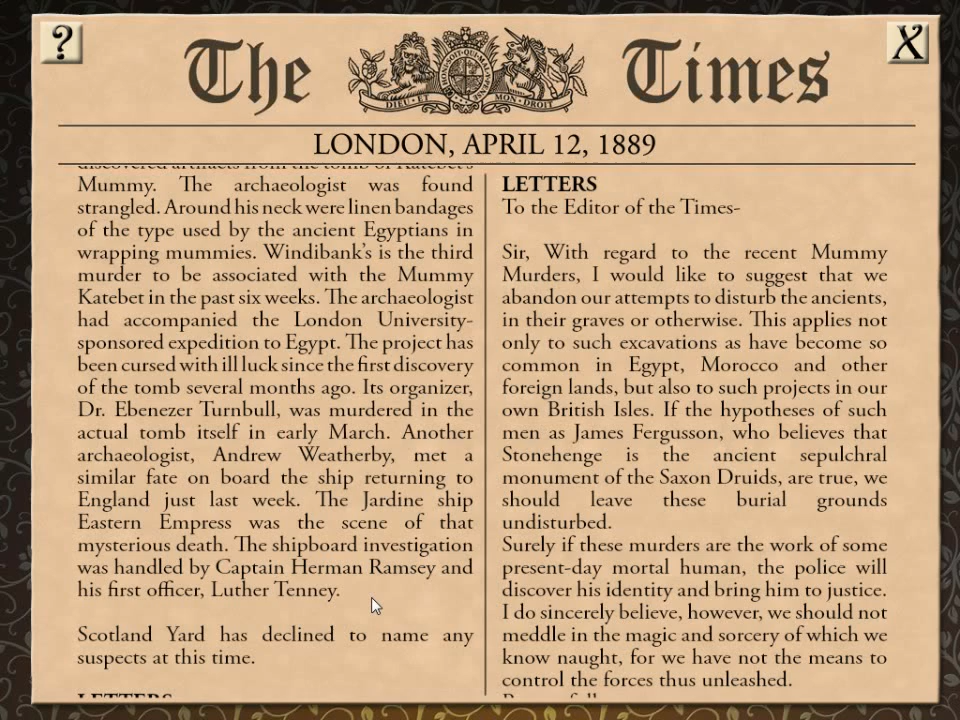 ?
The Times
X
DIEU ET MON DROIT
LONDON, APRIL 12, 1889
discovered artifacts from the tomb of Katebet's
Mummy. The archaeologist was found
strangled. Around his neck were linen bandages
of the type used by the ancient Egyptians in
wrapping mummies. Windibank's is the third
murder to be associated with the Mummy
Katebet in the past six weeks. The archaeologist
had accompanied the London University-
sponsored expedition to Egypt. The project has
been cursed with ill luck since the first discovery
of the tomb several months ago. Its organizer,
Dr. Ebenezer Turnbull, was murdered in the
actual tomb itself in early March. Another
archaeologist, Andrew Weatherby, met a
similar fate on board the ship returning to
England just last week. The Jardine ship
Eastern Empress was the scene of that
mysterious death. The shipboard investigation
was handled by Captain Herman Ramsey and
his first officer, Luther Tenney.
Scotland Yard has declined to name any
suspects at this time.
LETTERS
LETTERS
To the Editor of the Times-
Sir, With regard to the recent Mummy
Murders, I would like to suggest that we
abandon our attempts to disturb the ancients,
in their graves or otherwise. This applies not
only to such excavations as have become so
common in Egypt, Morocco and other
foreign lands, but also to such projects in our
own British Isles. If the hypotheses of such
men as James Fergusson, who believes that
Stonehenge is the ancient sepulchral
monument of the Saxon Druids, are true, we
should leave these burial grounds
undisturbed.
Surely if these murders are the work of some
present-day mortal human, the police will
discover his identity and bring him to justice.
I do sincerely believe, however, we should not
meddle in the magic and sorcery of which we
know naught, for we have not the means to
control the forces thus unleashed.